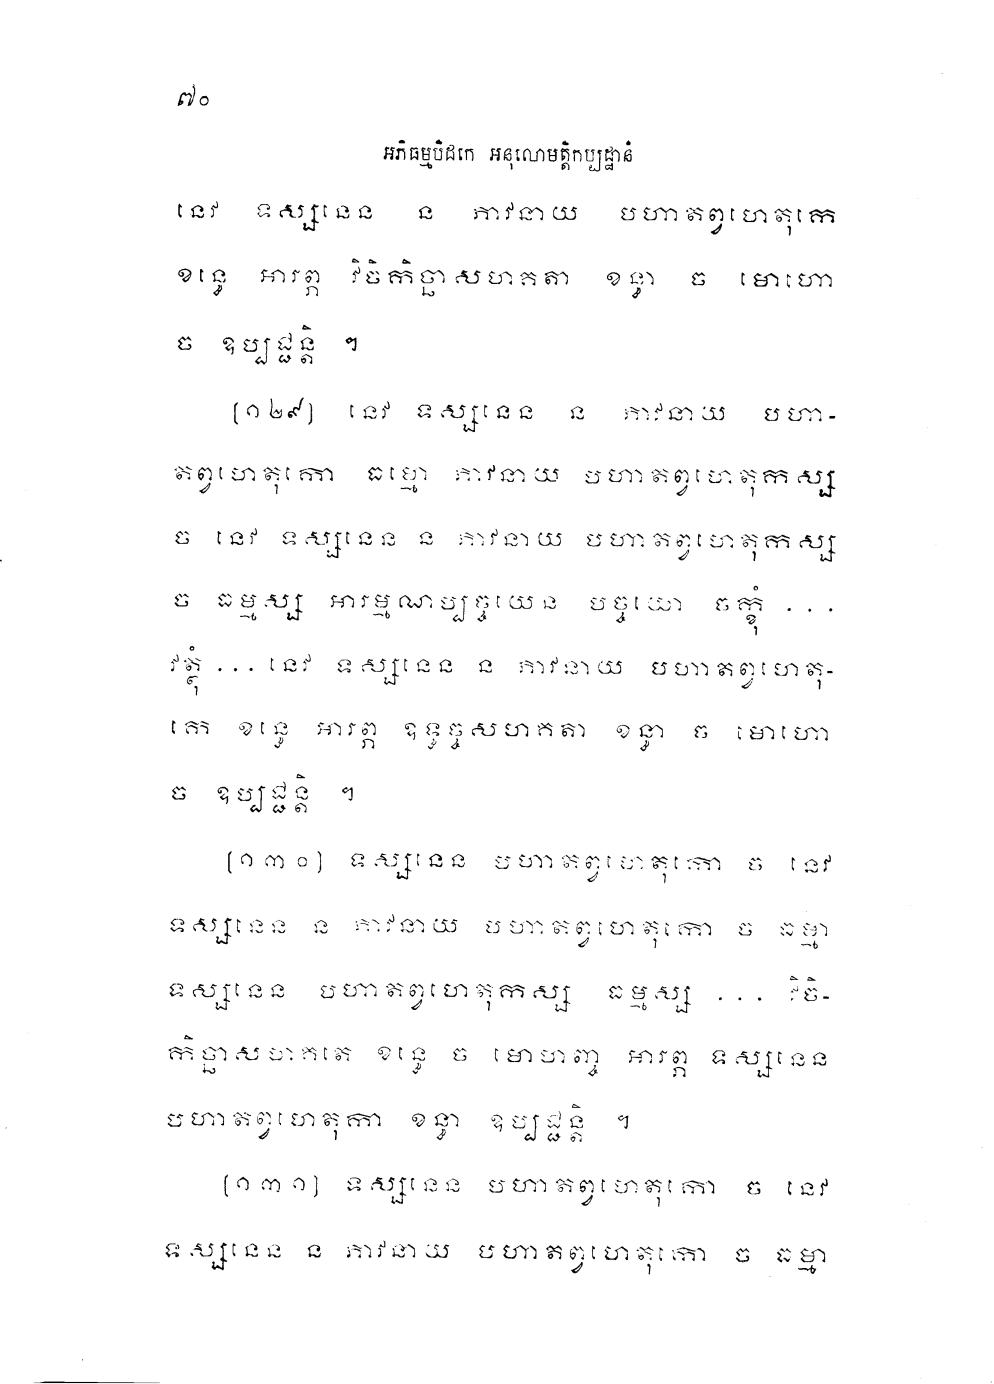 ៧០
អភិធម្មបិដកេ អនុលោមត្តិកប្បដ្ឋានំ
នេវ ទស្សនេន ន ភាវនាយ បហាតព្វហេតុកេ
ខន្ធេ អារព្ភ វិចិកិច្ឆាសហគតា ខន្ធា ច មោហោ
ច ឧប្បជ្ជន្តិ ។
[១២៩] នេវ ទស្សនេន ន ភាវនាយ បហា-
តព្វហេតុកោ ធម្មោ ភាវនាយ បហាតព្វហេតុកស្ស
ច នេវ ទស្សនេន ន ភាវនាយ បហាតព្វហេតុកស្ស
ច ធម្មស្ស អារម្មណប្បច្ចយេន បច្ចយោ ចក្ខុំ ...
វត្ថុំ ... នេវ ទស្សនេន ន ភាវនាយ បហាតព្វហេតុ-
កេ ខន្ធេ អារព្ភ ឧទ្ធច្ចសហគតា ខន្ធា ច មោហោ
ច ឧប្បជ្ជន្តិ ។
[១៣០] ទស្សនេន បហាតព្វហេតុកោ ច នេវ
ទស្សនេន ន ភាវនាយ បហាតព្វហេតុកោ ច ធម្មា
ទស្សនេន បហាតព្វហេតុកស្ស ធម្មស្ស ... វិចិ-
កិច្ឆាសហគតេ ខន្ធេ ច មោហញ្ច អារព្ភ ទស្សនេន
បហាតព្វហេតុកា ខន្ធា ឧប្បជ្ជន្តិ ។
[១៣១] ទស្សនេន បហាតព្វហេតុកោ ច នេវ
ទស្សនេន ន ភាវនាយ បហាតព្វហេតុកោ ច ធម្មា